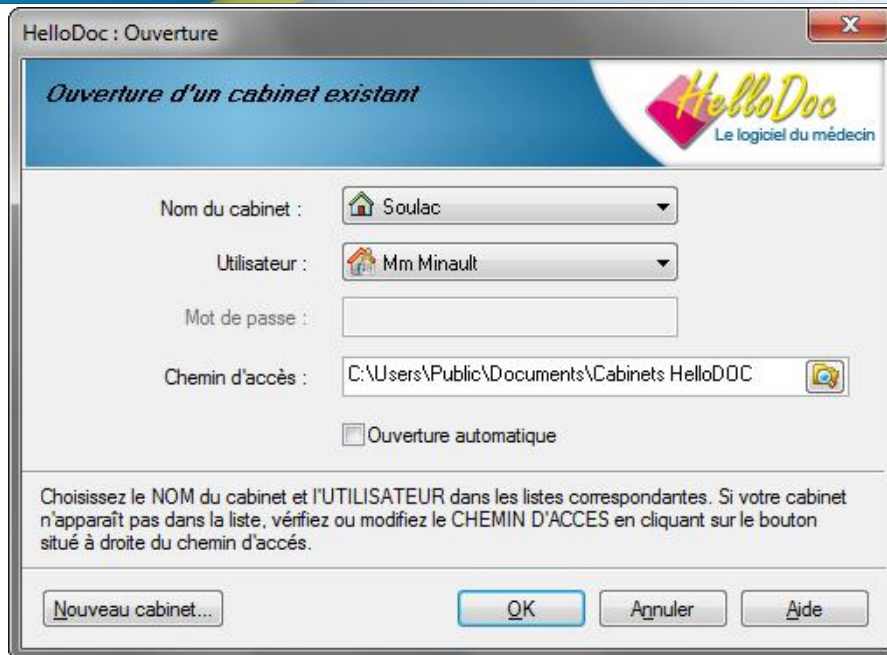 HelloDoc : Ouverture
Ouverture d'un cabinet existant
HelloDoc
Le logiciel du médecin
Nom du cabinet :
Soulac
Utilisateur :
Mm Minault
Mot de passe :
Chemin d'accès :
C:\Users\Public\Documents\Cabinets HelloDOC
Ouverture automatique
Choisissez le NOM du cabinet et l'UTILISATEUR dans les listes correspondantes. Si votre cabinet
n'apparaît pas dans la liste, vérifiez ou modifiez le CHEMIN D'ACCES en cliquant sur le bouton
situé à droite du chemin d'accés.
Nouveau cabinet...
OK
Annuler
Aide